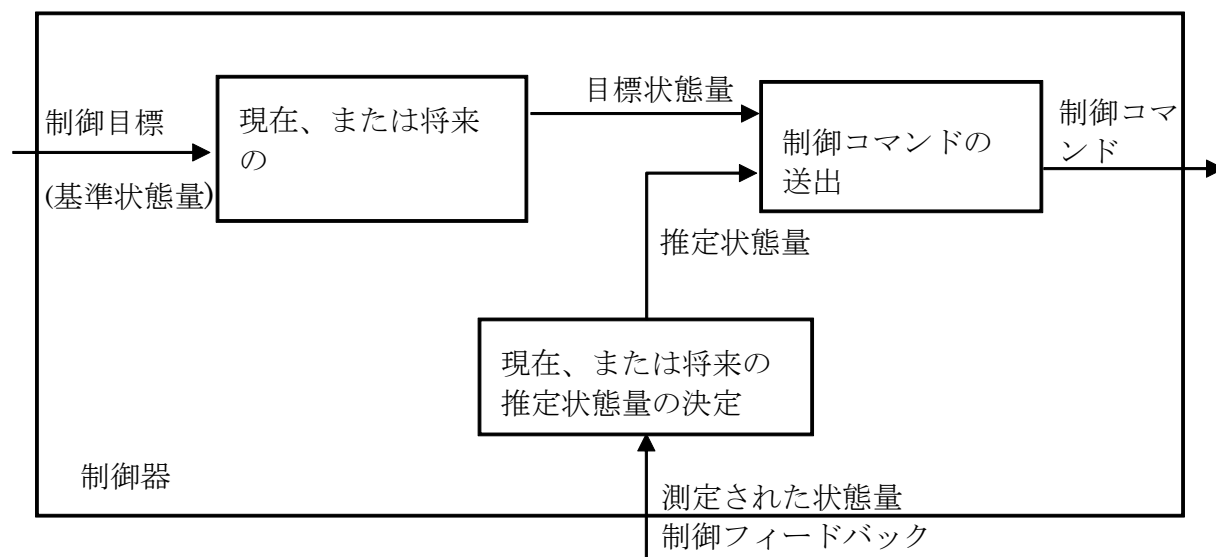 制御目標
(基準状態量)
現在、または将来
の
目標状態量
制御コマンドの
送出
制御コマ
ンド
推定状態量
現在、または将来の
推定状態量の決定
制御器
測定された状態量
制御フィードバック